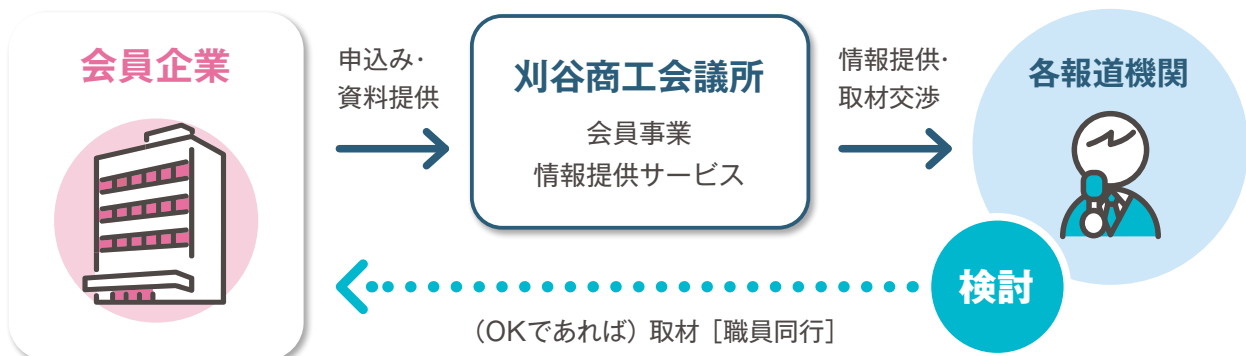 会員企業
申込み・
資料提供
刈谷商工会議所
会員事業
情報提供サービス
情報提供・
取材交渉
各報道機関
検討
（OKであれば）取材［職員同行］